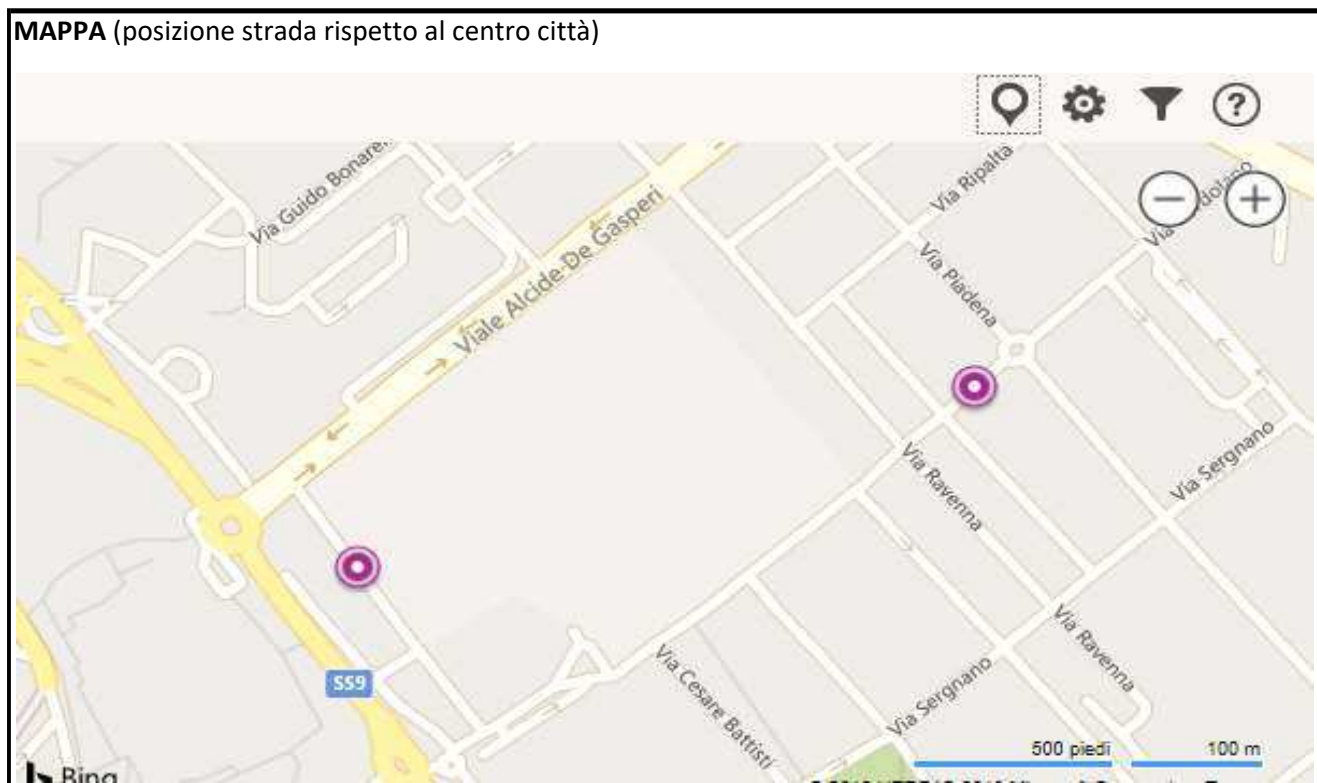 MAPPA (posizione strada rispetto al centro città)
?
Via Ripalta
Via Guido
Viale Alcide De Gasperi
Via
Via Piadena
Via Sergnano
Via Ravenna
Via Ravenna
Via Cesare Battisti
Via Sergnano
SS9
500 piedi
100 m
Bing